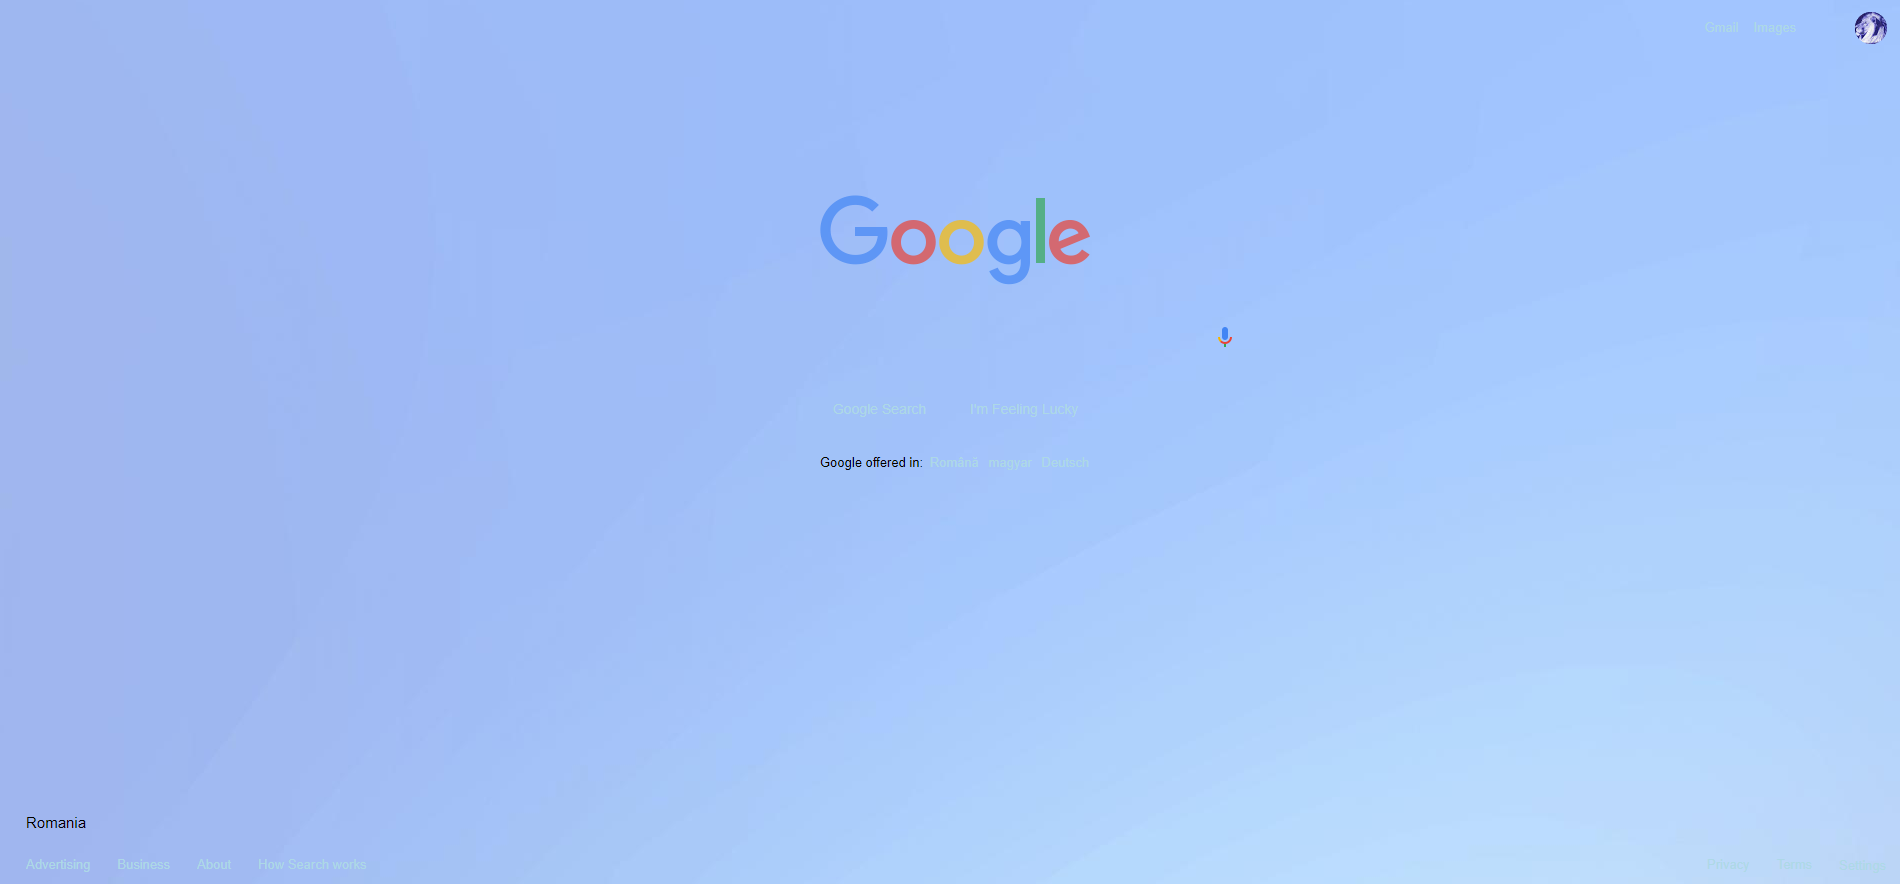 Gmail Images
Google
Google Search I'm Feeling Lucky
Google offered in: Română magyar Deutsch
Romania
Advertising Business About How Search works
Privacy Terms Settings